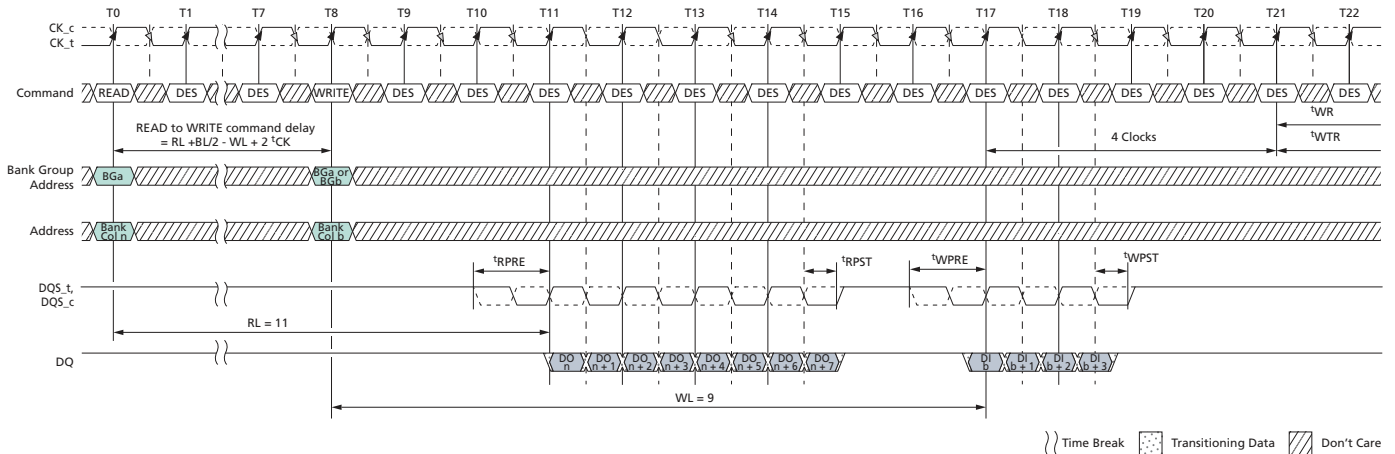 T0 T1 T7 T8 T9 T10 T11 T12 T13 T14 T15 T16 T17 T18 T19 T20 T21 T22
CK_c
CK_t
Command READ DES DES WRITE DES DES DES DES DES DES DES DES DES DES DES DES DES DES
tWR
READ to WRITE command delay
= RL +BL/2 - WL + 2 tCK
4 Clocks tWTR
Bank Group
Address
BGa
BGa or
BGb
Address
Bank
Col n
Bank
Col b
tRPRE tRPST tWPRE tWPST
DQS_t,
DQS_c
RL = 11
DQ
DO
n
DO
n + 1
DO
n + 2
DO
n + 3
DO
n + 4
DO
n + 5
DO
n + 6
DO
n + 7
DI
b
DI
b + 1
DI
b + 2
DI
b + 3
WL = 9
Time Break Transitioning Data Don't Care